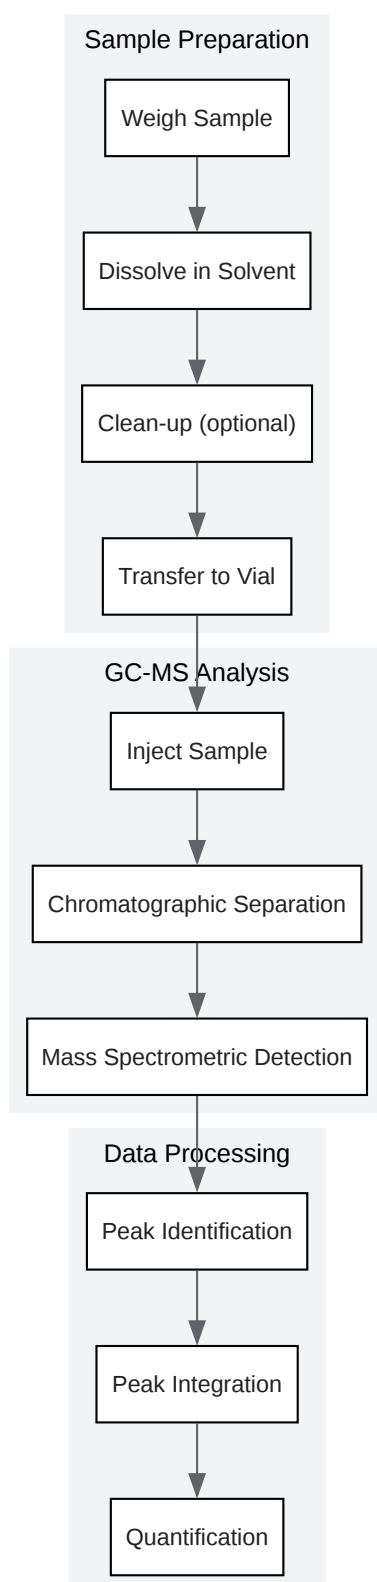 Sample Preparation
Weigh Sample
Dissolve in Solvent
Clean-up (optional)
Transfer to Vial
GC-MS Analysis
Inject Sample
Chromatographic Separation
Mass Spectrometric Detection
Data Processing
Peak Identification
Peak Integration
Quantification